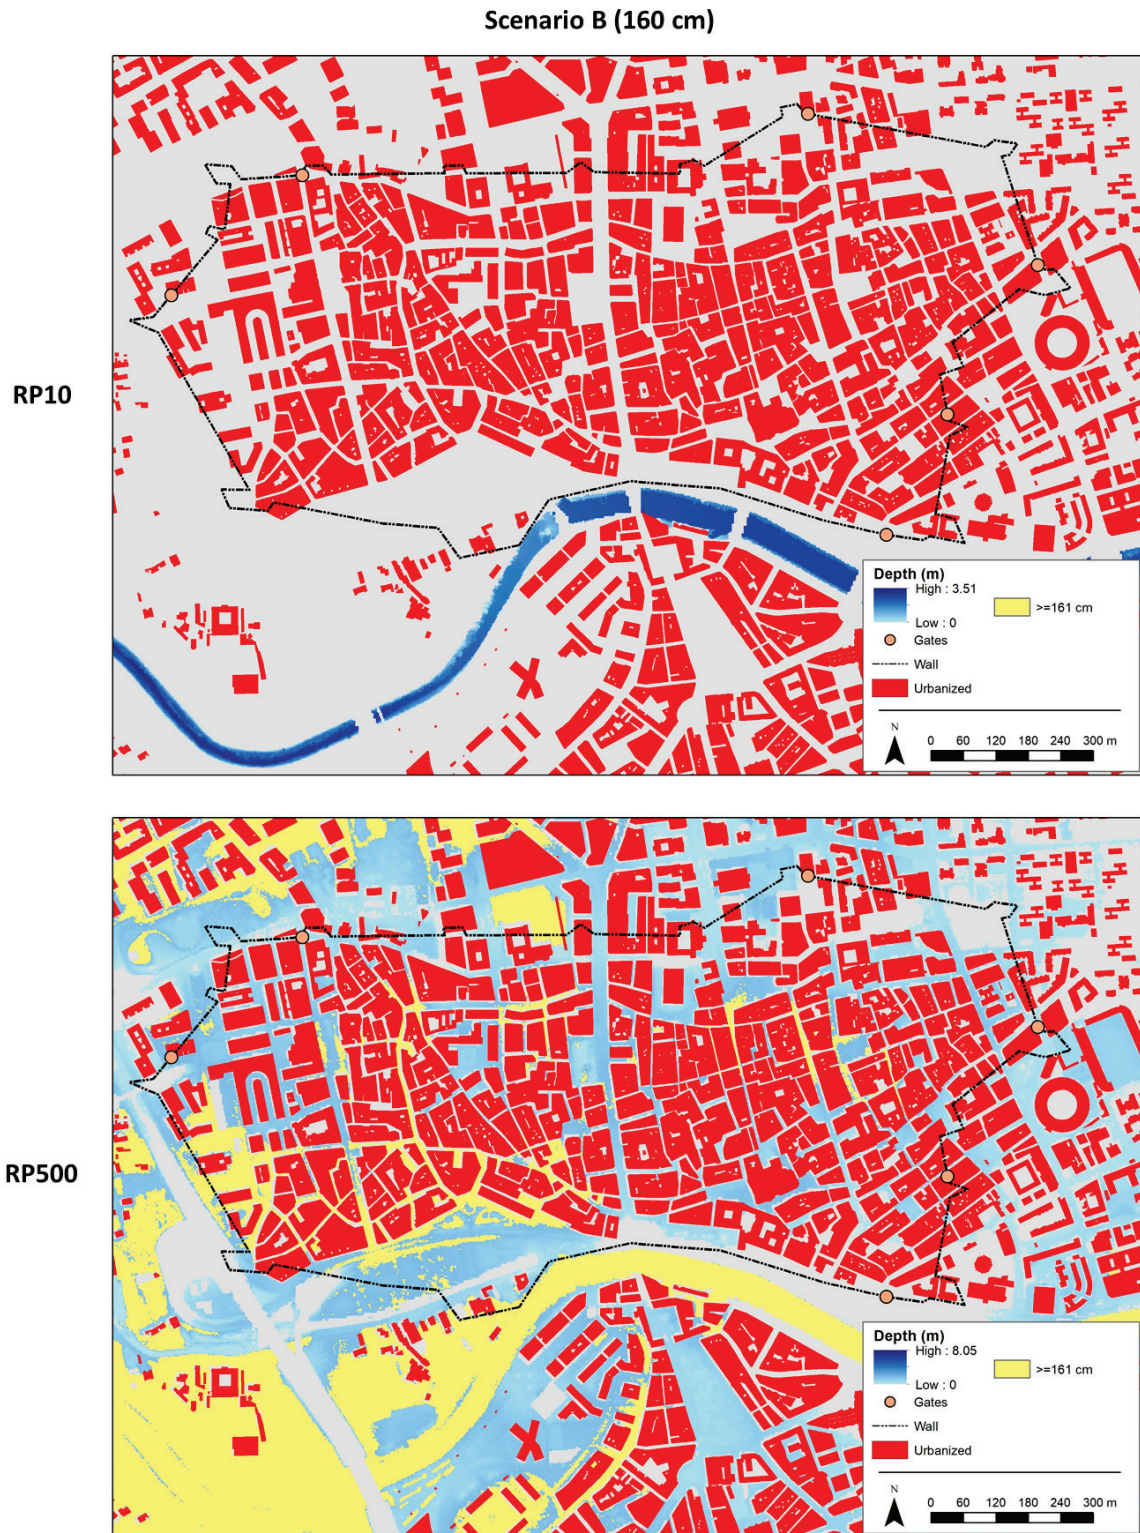 Scenario B (160 cm)
RP10
Depth (m)
High : 3.51
Low : 0
>=161 cm
Gates
Wall
Urbanized
N
0 60 120 180 240 300 m
RP500
Depth (m)
High : 8.05
Low : 0
>=161 cm
Gates
Wall
Urbanized
N
0 60 120 180 240 300 m